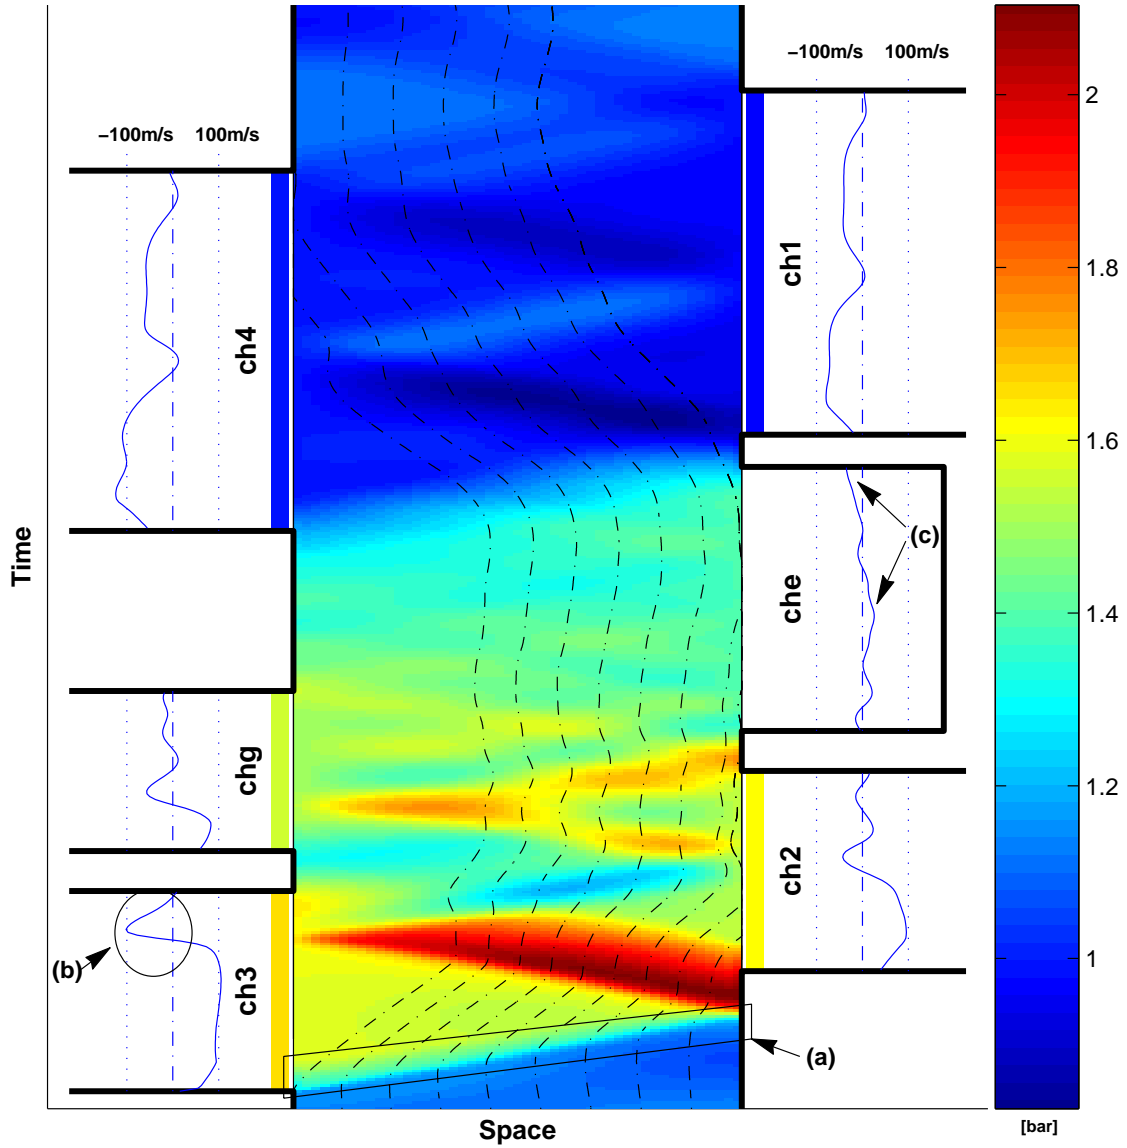 −100m/s 100m/s
2
−100m/s 100m/s
1.8
ch1
ch4
1.6
(c)
Time
che
1.4
chg
1.2
ch2
(b)
ch3
1
(a)
Space
[bar]